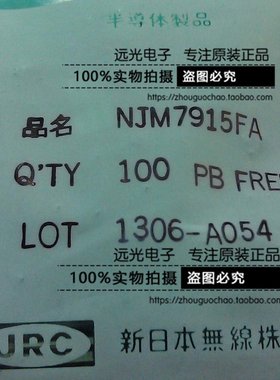 半導体製品
远光电子 专注原装正品
100%实物拍摄 盗图必究
https://zhouguochao.taobao.com
品名 NJM7915FA
Q'TY 100 PB FREE
LOT 1306-A054
远光电子 专注原装正品
100%实物拍摄 盗图必究
https://zhouguochao.taobao.com
JRC 新日本無線株